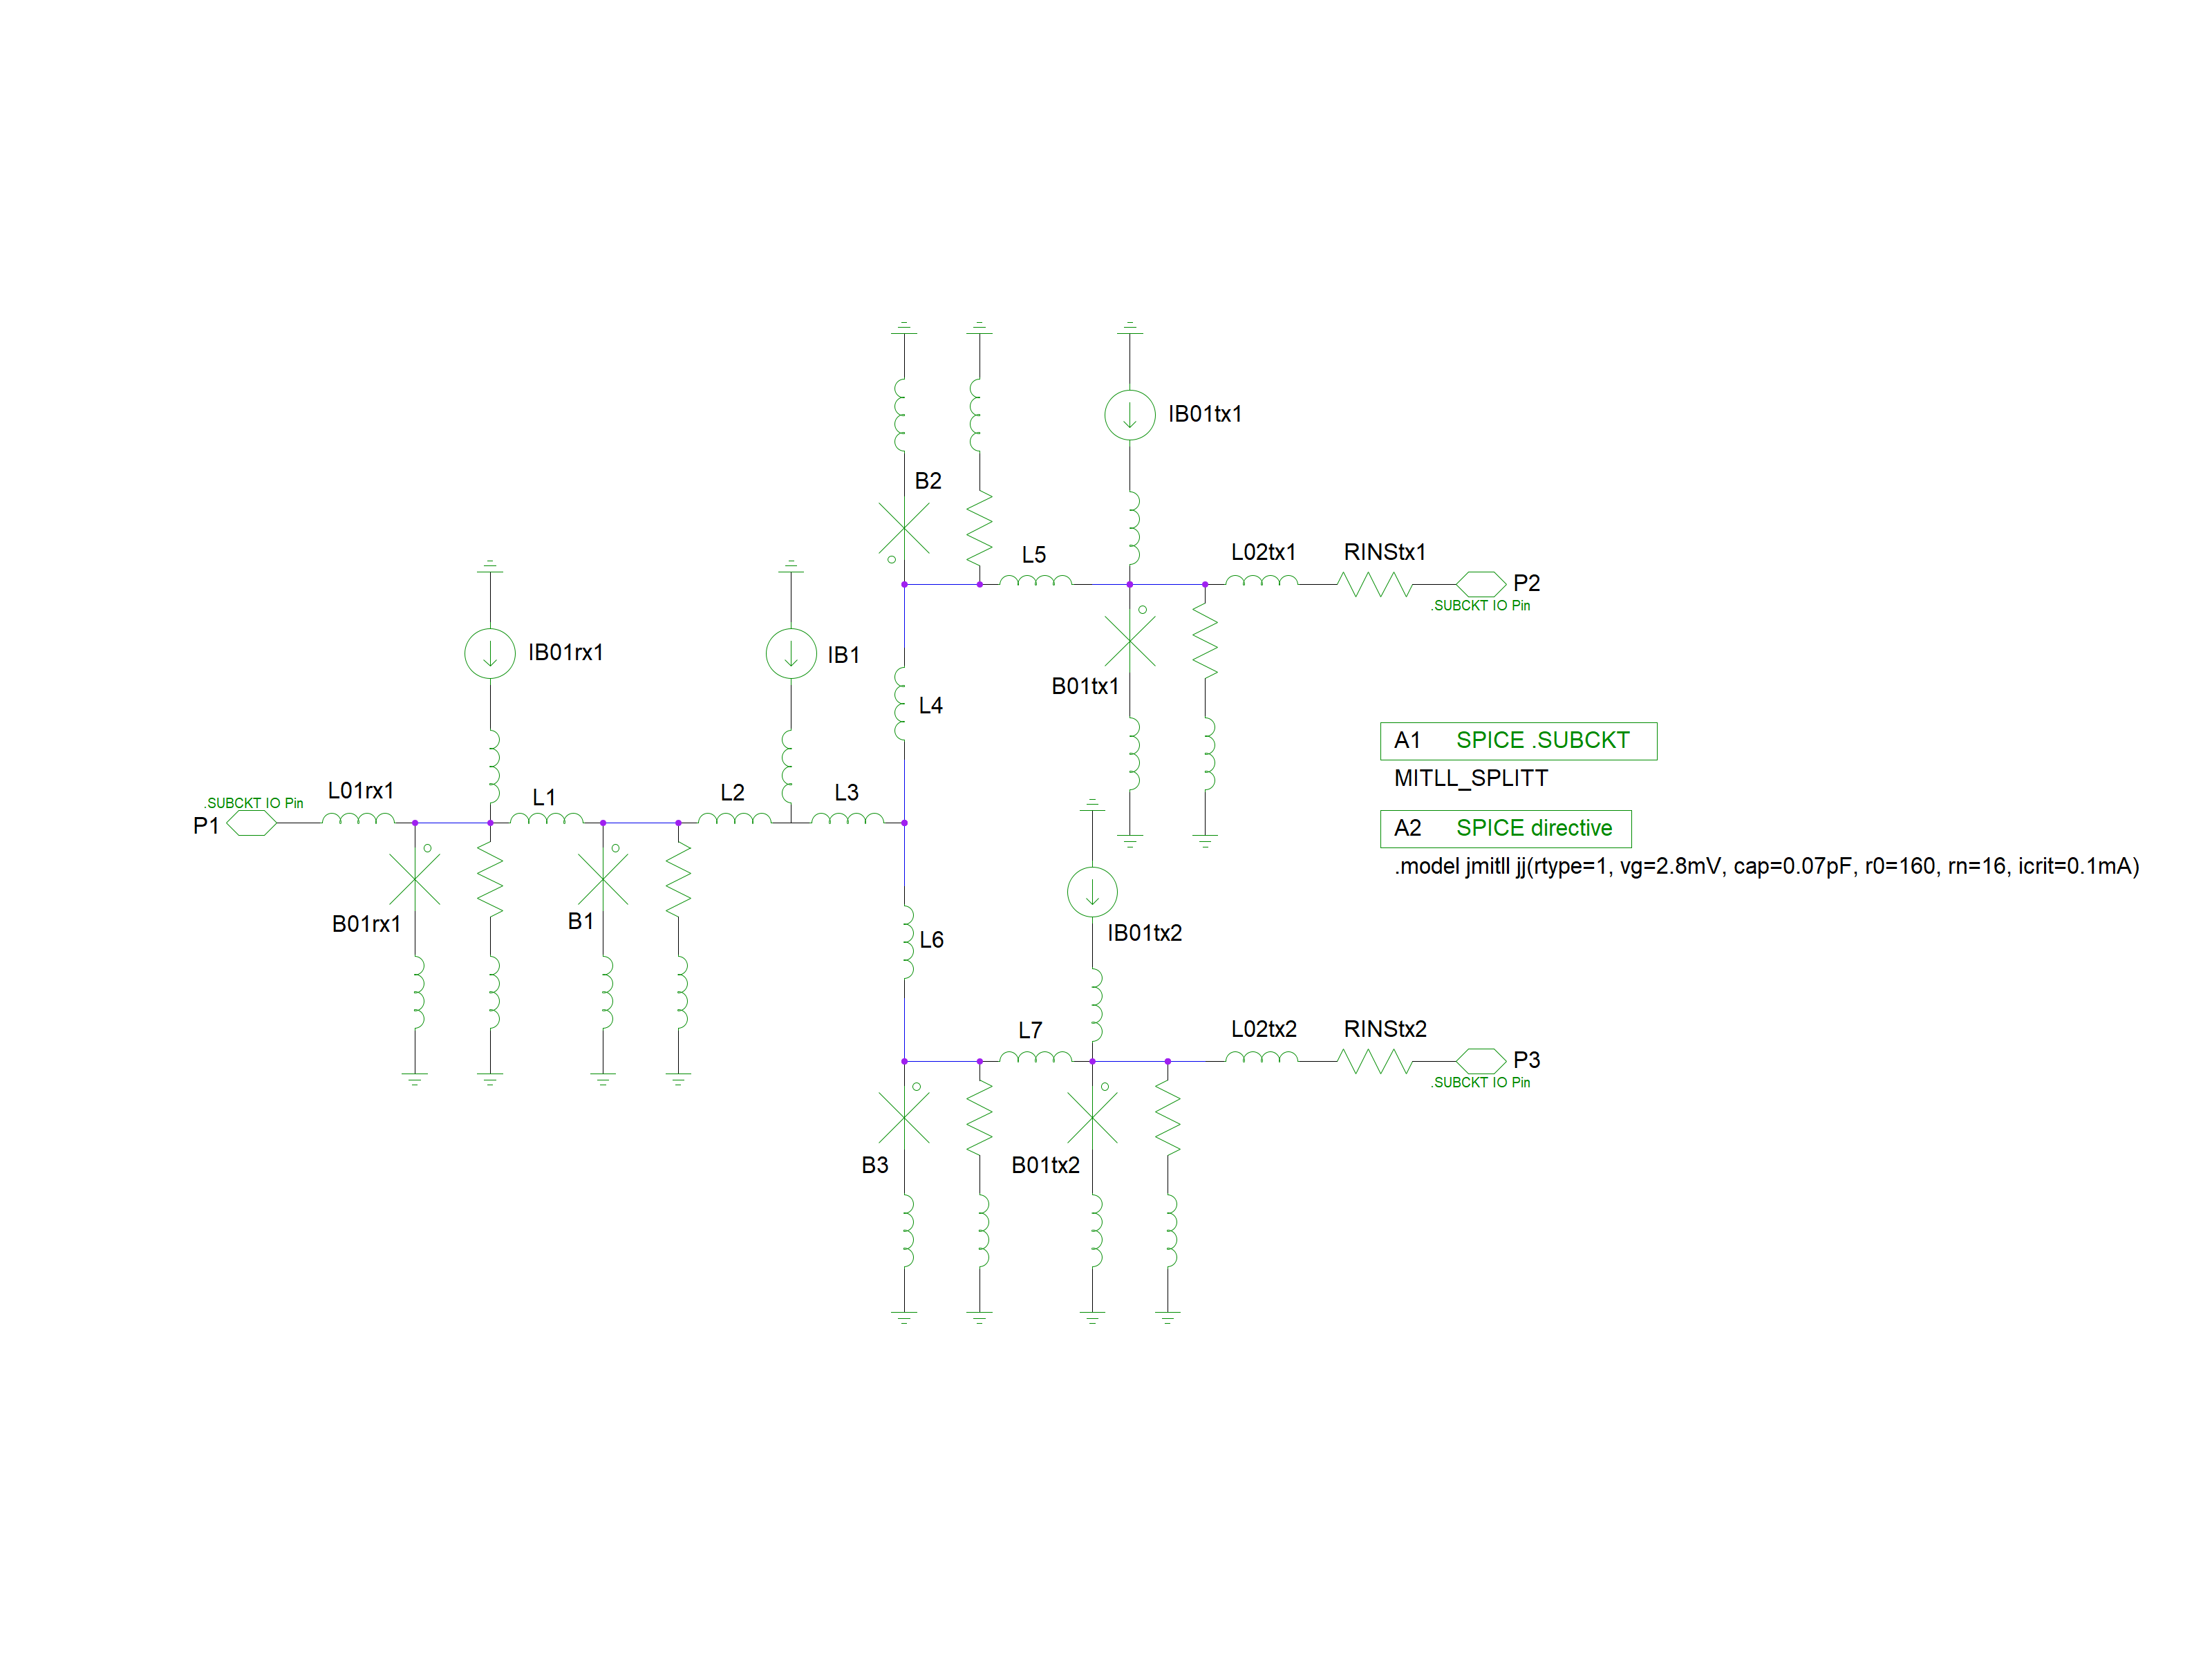 IB01tx1
B2
L5
L02tx1
RINStx1
P2
.SUBCKT IO Pin
IB01rx1
IB1
B01tx1
L4
A1 SPICE .SUBCKT
MITLL_SPLITT
L01rx1
L1
L2
L3
.SUBCKT IO Pin
P1
A2 SPICE directive
.model jmitll jj(rtype=1, vg=2.8mV, cap=0.07pF, r0=160, rn=16, icrit=0.1mA)
B01rx1
B1
L6
IB01tx2
L7
L02tx2
RINStx2
P3
.SUBCKT IO Pin
B3
B01tx2